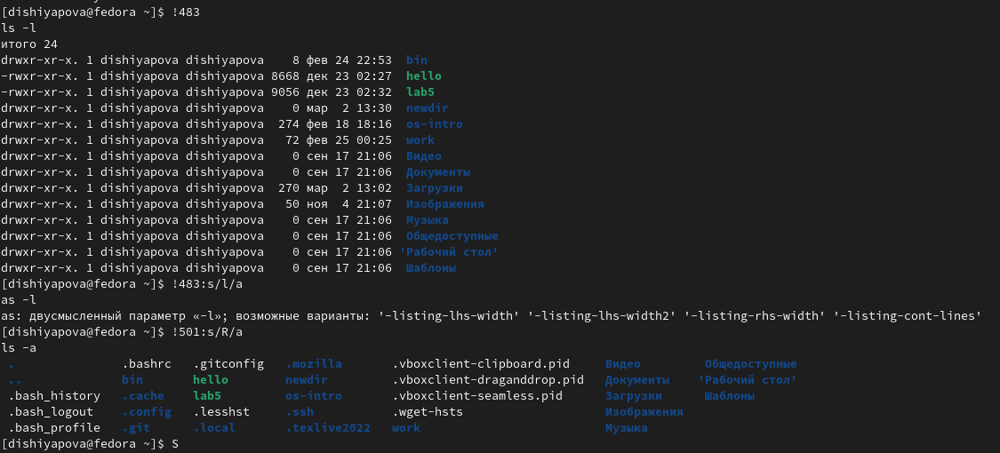 [dishiyapova@fedora ~]$ !483
ls -l
итого 24
drwxr-xr-x. 1 dishiyapova dishiyapova    8 фев 24 22:53  bin
-rwxr-xr-x. 1 dishiyapova dishiyapova 8668 дек 23 02:27  hello
-rwxr-xr-x. 1 dishiyapova dishiyapova 9056 дек 23 02:32  lab5
drwxr-xr-x. 1 dishiyapova dishiyapova    0 мар  2 13:30  newdir
drwxr-xr-x. 1 dishiyapova dishiyapova  274 фев 18 18:16  os-intro
drwxr-xr-x. 1 dishiyapova dishiyapova   72 фев 25 00:25  work
drwxr-xr-x. 1 dishiyapova dishiyapova    0 сен 17 21:06  Видео
drwxr-xr-x. 1 dishiyapova dishiyapova    0 сен 17 21:06  Документы
drwxr-xr-x. 1 dishiyapova dishiyapova  270 мар  2 13:02  Загрузки
drwxr-xr-x. 1 dishiyapova dishiyapova   50 ноя  4 21:07  Изображения
drwxr-xr-x. 1 dishiyapova dishiyapova    0 сен 17 21:06  Музыка
drwxr-xr-x. 1 dishiyapova dishiyapova    0 сен 17 21:06  Общедоступные
drwxr-xr-x. 1 dishiyapova dishiyapova    0 сен 17 21:06 'Рабочий стол'
drwxr-xr-x. 1 dishiyapova dishiyapova    0 сен 17 21:06  Шаблоны
[dishiyapova@fedora ~]$ !483:s/l/a
as -l
as: двусмысленный параметр «-l»; возможные варианты: '-listing-lhs-width' '-listing-lhs-width2' '-listing-rhs-width' '-listing-cont-lines'
[dishiyapova@fedora ~]$ !501:s/R/a
ls -a
 .               .bashrc   .gitconfig   .mozilla       .vboxclient-clipboard.pid     Видео         Общедоступные
 ..              bin       hello        newdir         .vboxclient-draganddrop.pid   Документы    'Рабочий стол'
 .bash_history   .cache    lab5         os-intro       .vboxclient-seamless.pid      Загрузки      Шаблоны
 .bash_logout    .config   .lesshst     .ssh           .wget-hsts                    Изображения
 .bash_profile   .git      .local       .texlive2022   work                          Музыка
[dishiyapova@fedora ~]$ S